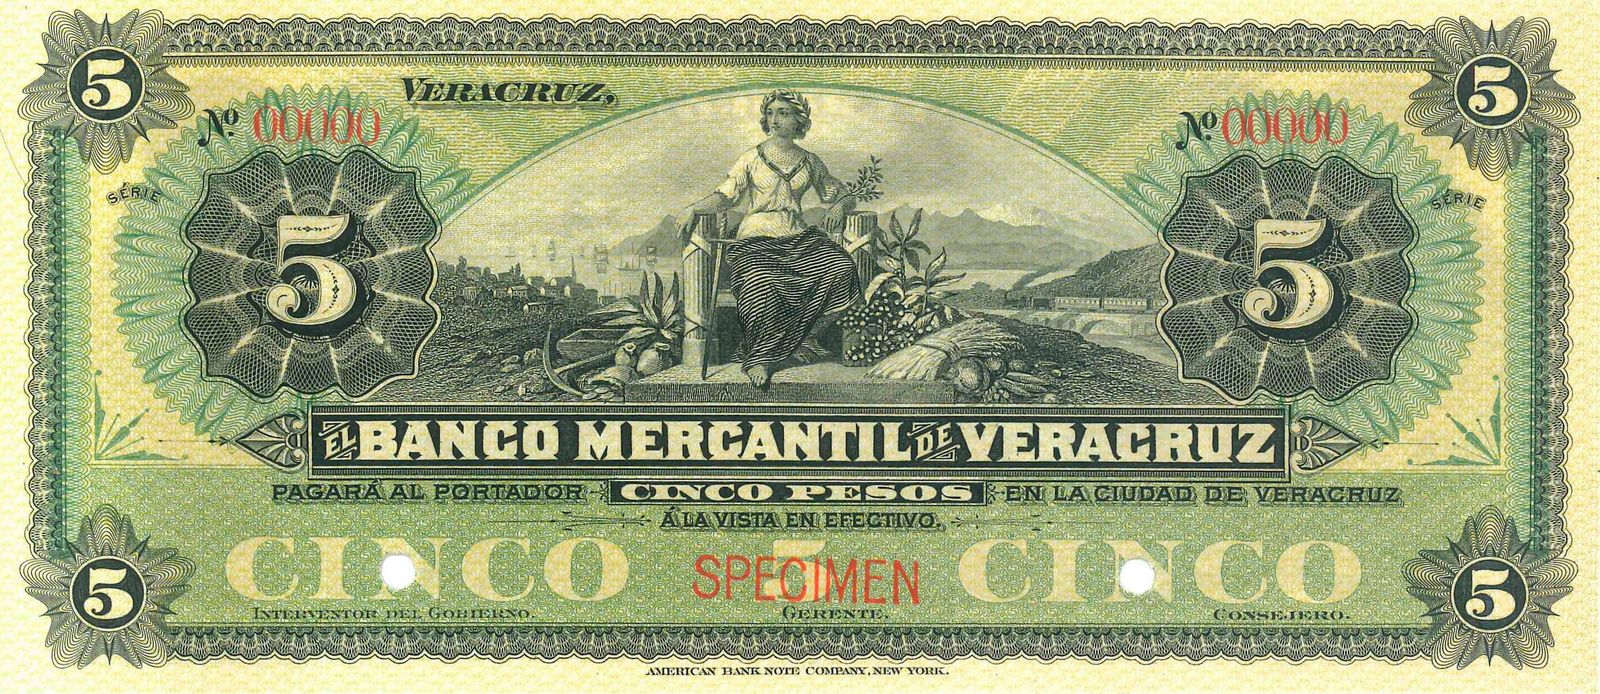 5 5
VERACRUZ,
Nº. 00000 Nº 00000
SÉRIE SÉRIE
5 5
EL BANCO MERCANTIL DE VERACRUZ
PAGARÁ AL PORTADOR CINCO PESOS EN LA CIUDAD DE VERACRUZ
Á LA VISTA EN EFECTIVO.
CINCO 5 CINCO
SPECIMEN
5 5
INTERVENTOR DEL GOBIERNO. GERENTE. CONSEJERO.
AMERICAN BANK NOTE COMPANY, NEW YORK.